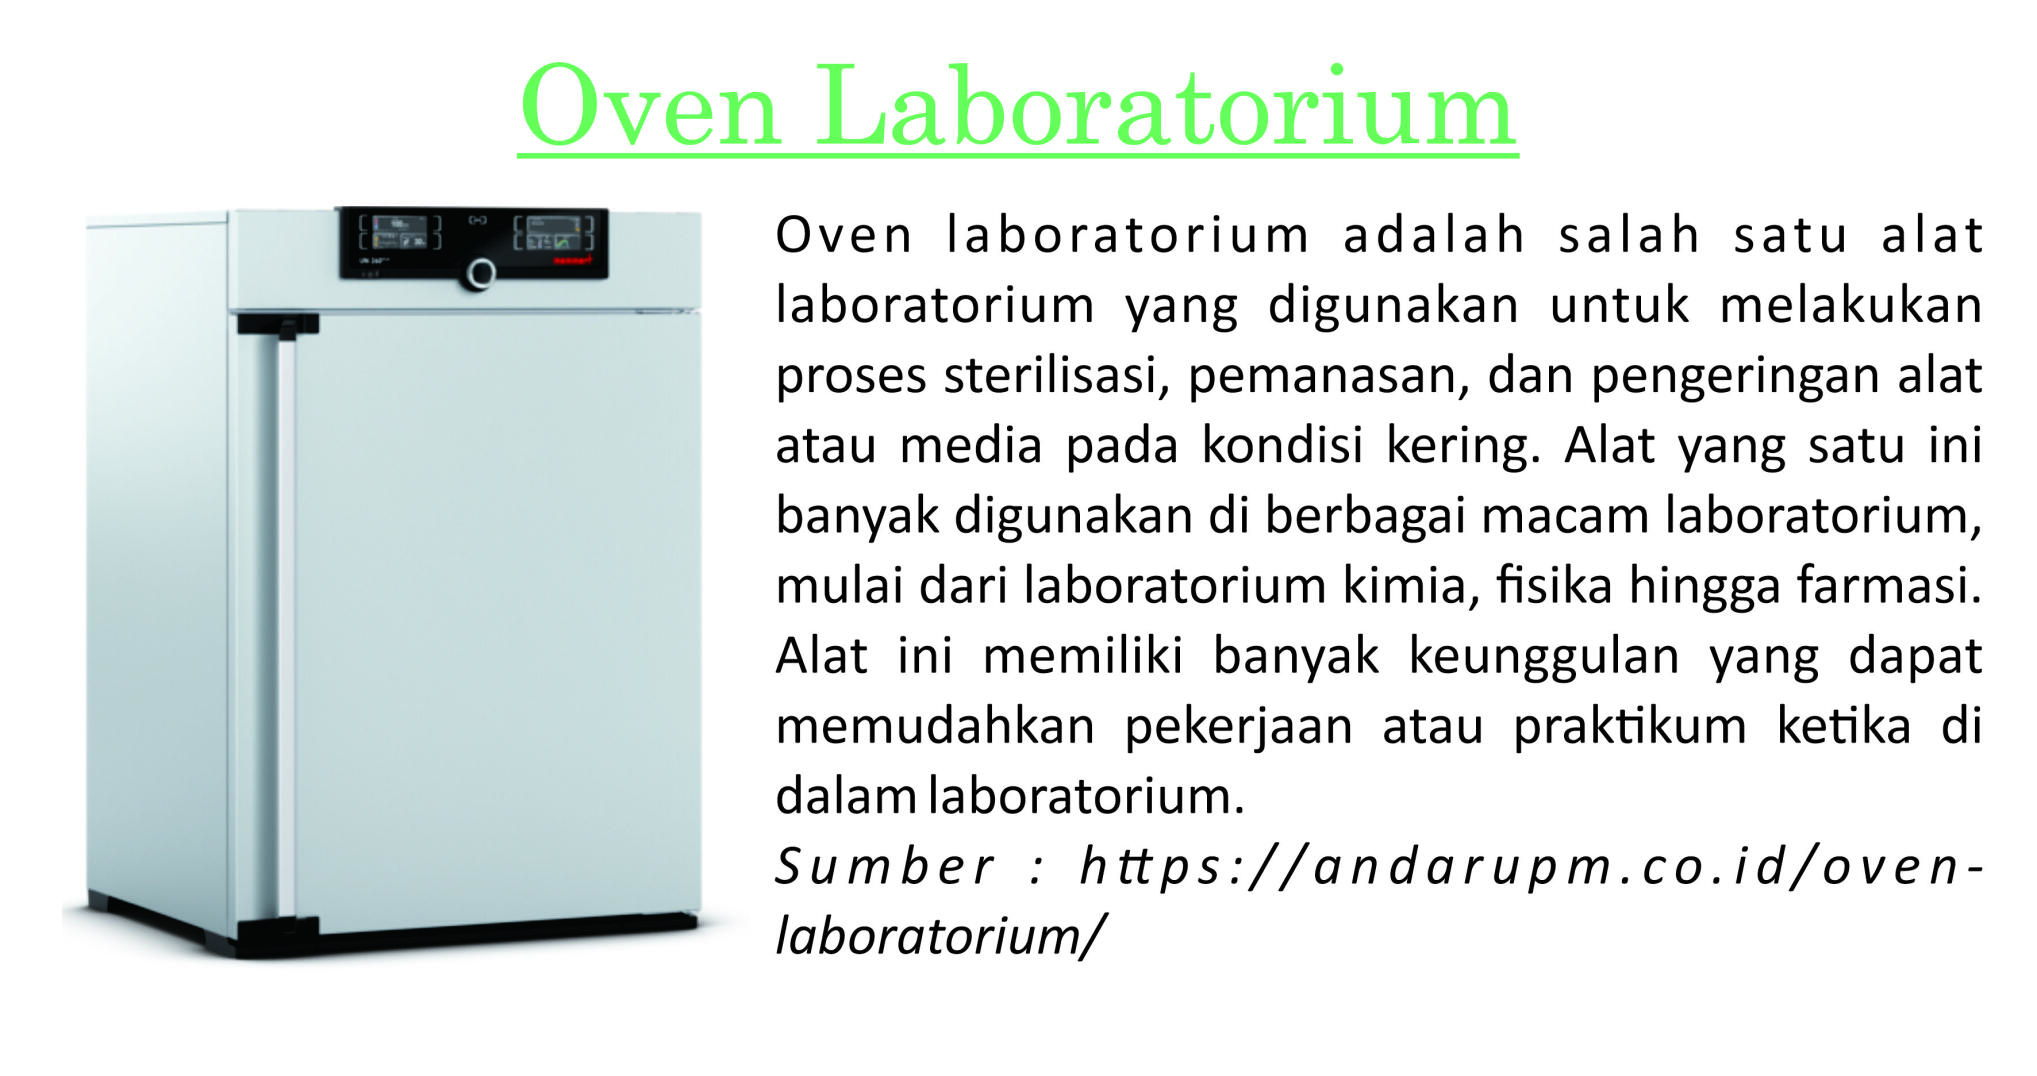 Oven Laboratorium
Oven laboratorium adalah salah satu alat
laboratorium yang digunakan untuk melakukan
proses sterilisasi, pemanasan, dan pengeringan alat
atau media pada kondisi kering. Alat yang satu ini
banyak digunakan di berbagai macam laboratorium,
mulai dari laboratorium kimia, fisika hingga farmasi.
Alat ini memiliki banyak keunggulan yang dapat
memudahkan pekerjaan atau praktikum ketika di
dalam laboratorium.
Sumber : https://andarupm.co.id/oven-
laboratorium/
memmert